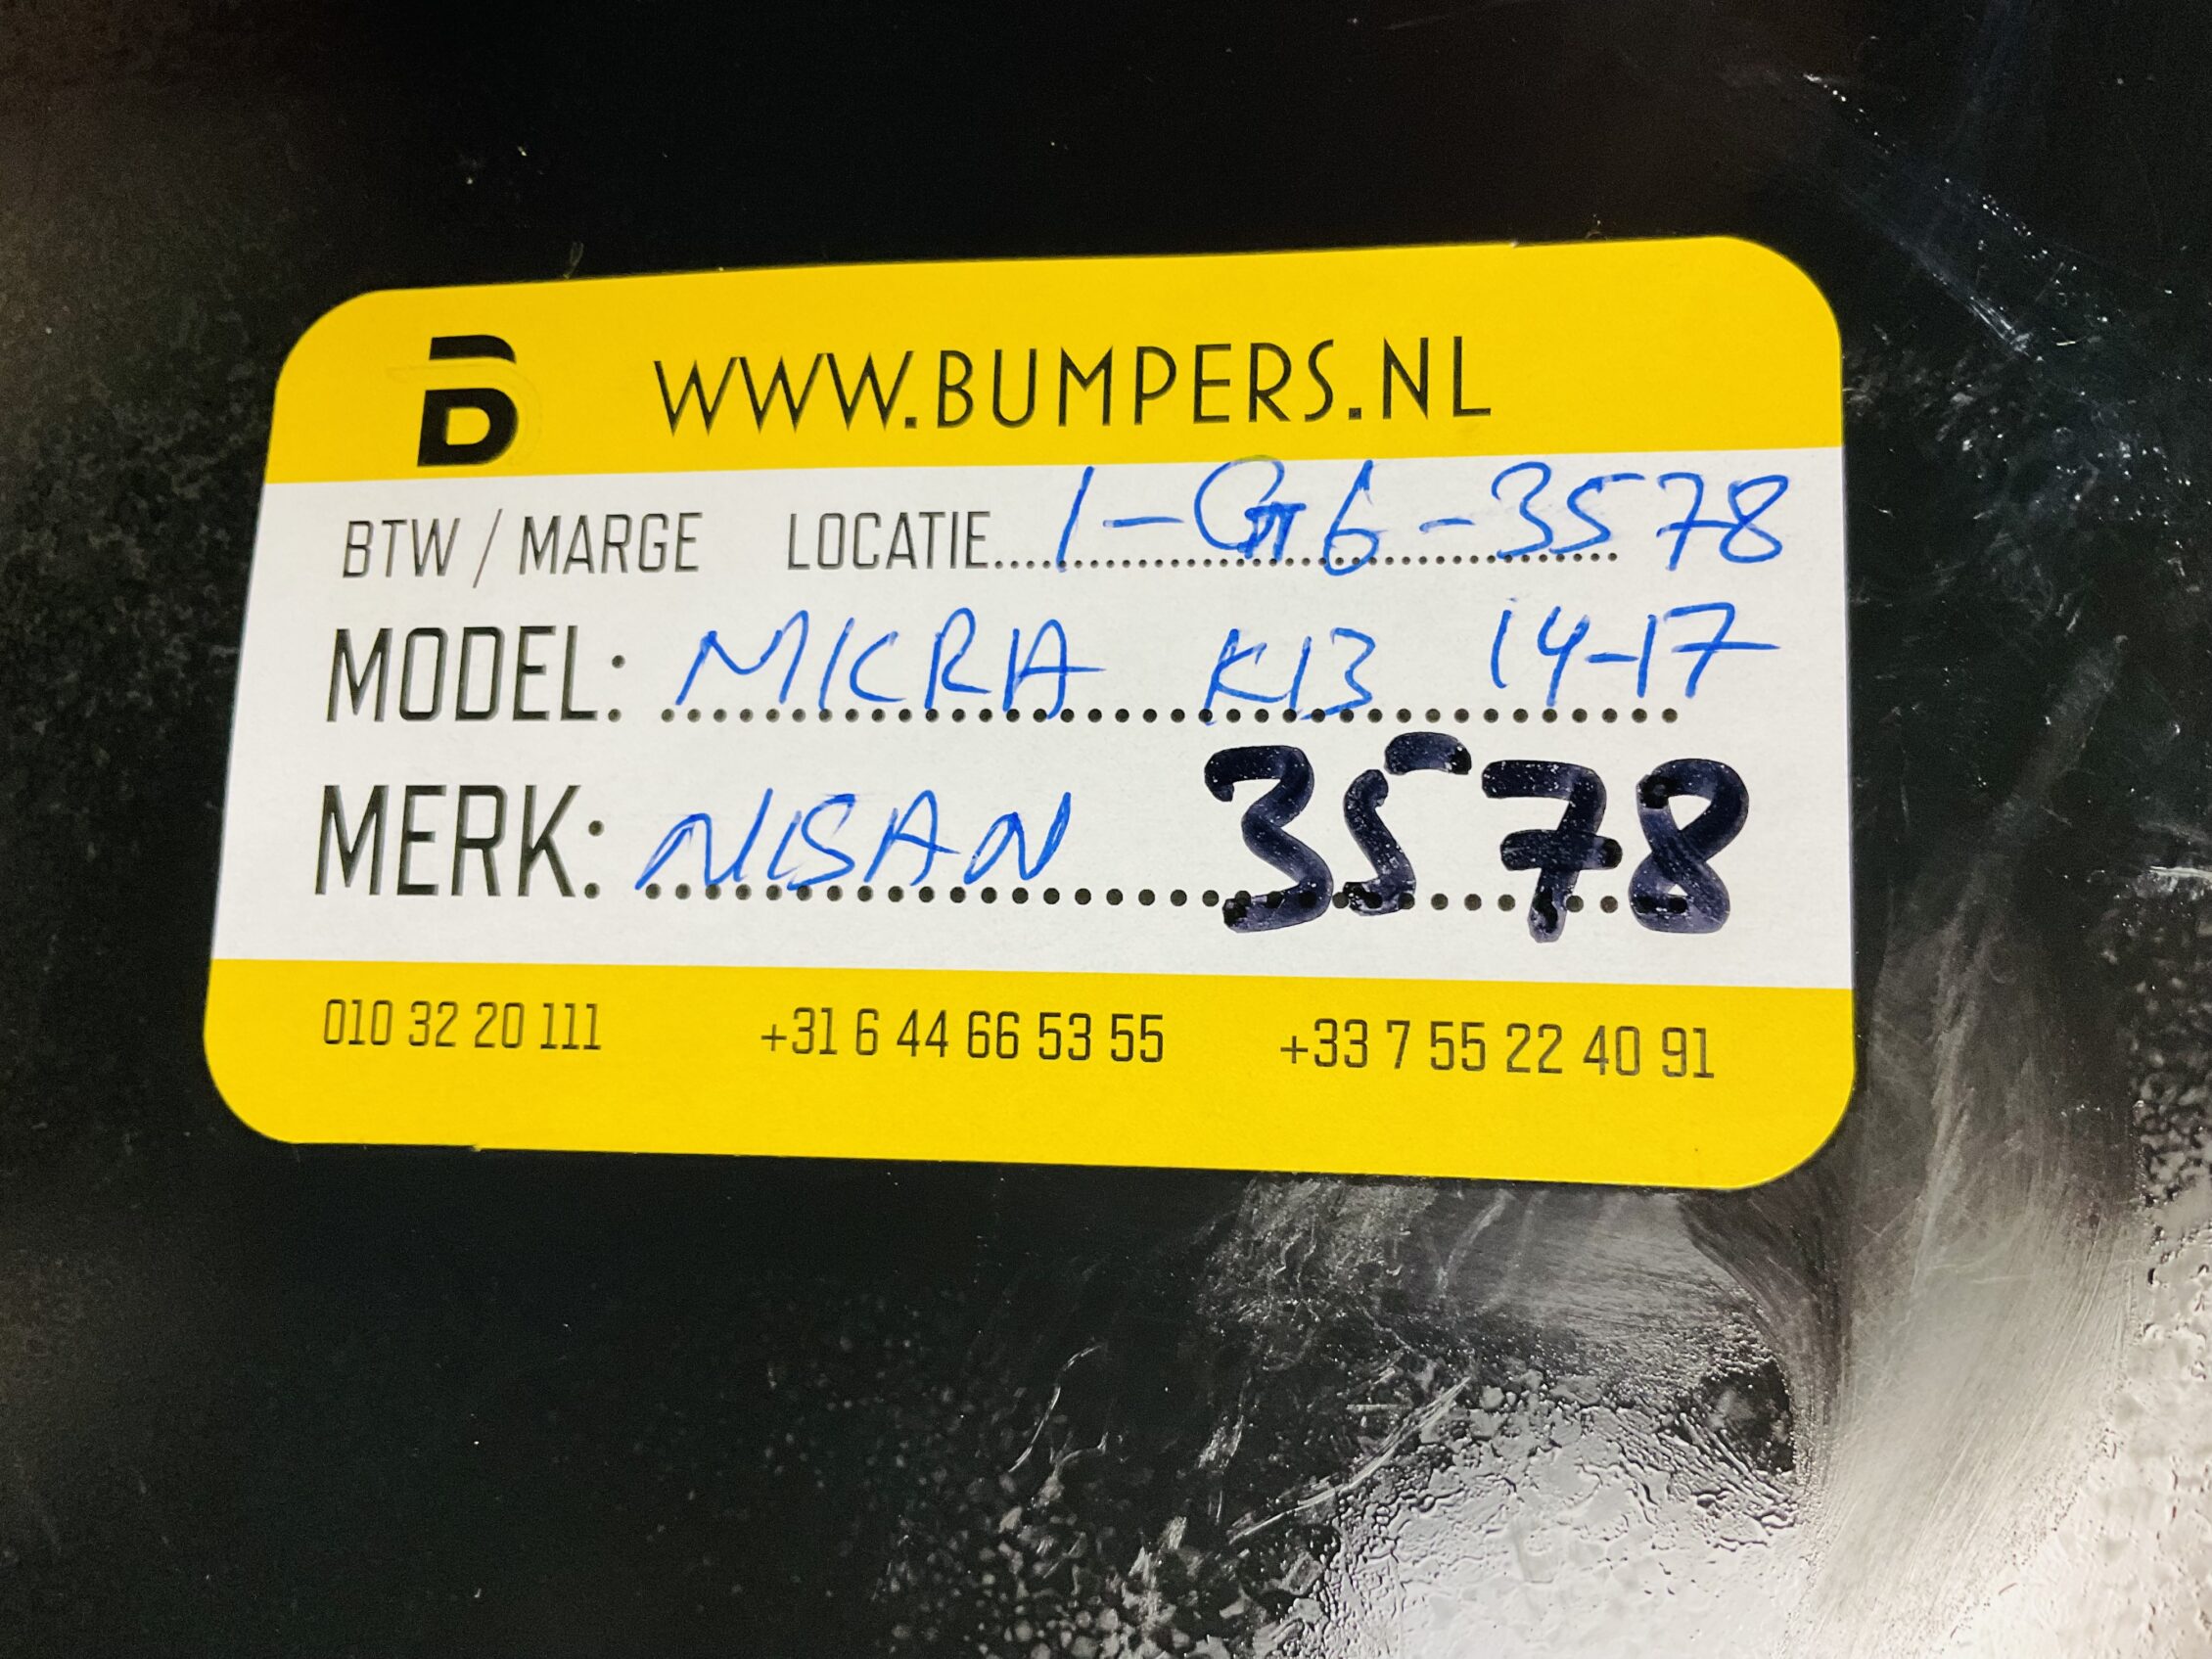 B WWW.BUMPERS.NL
BTW / MARGE LOCATIE.... 1-G6-3578
MODEL: MICRA K13 14-17
MERK: NISAN 3578
010 32 20 111 +31 6 44 66 53 55 +33 7 55 22 40 91